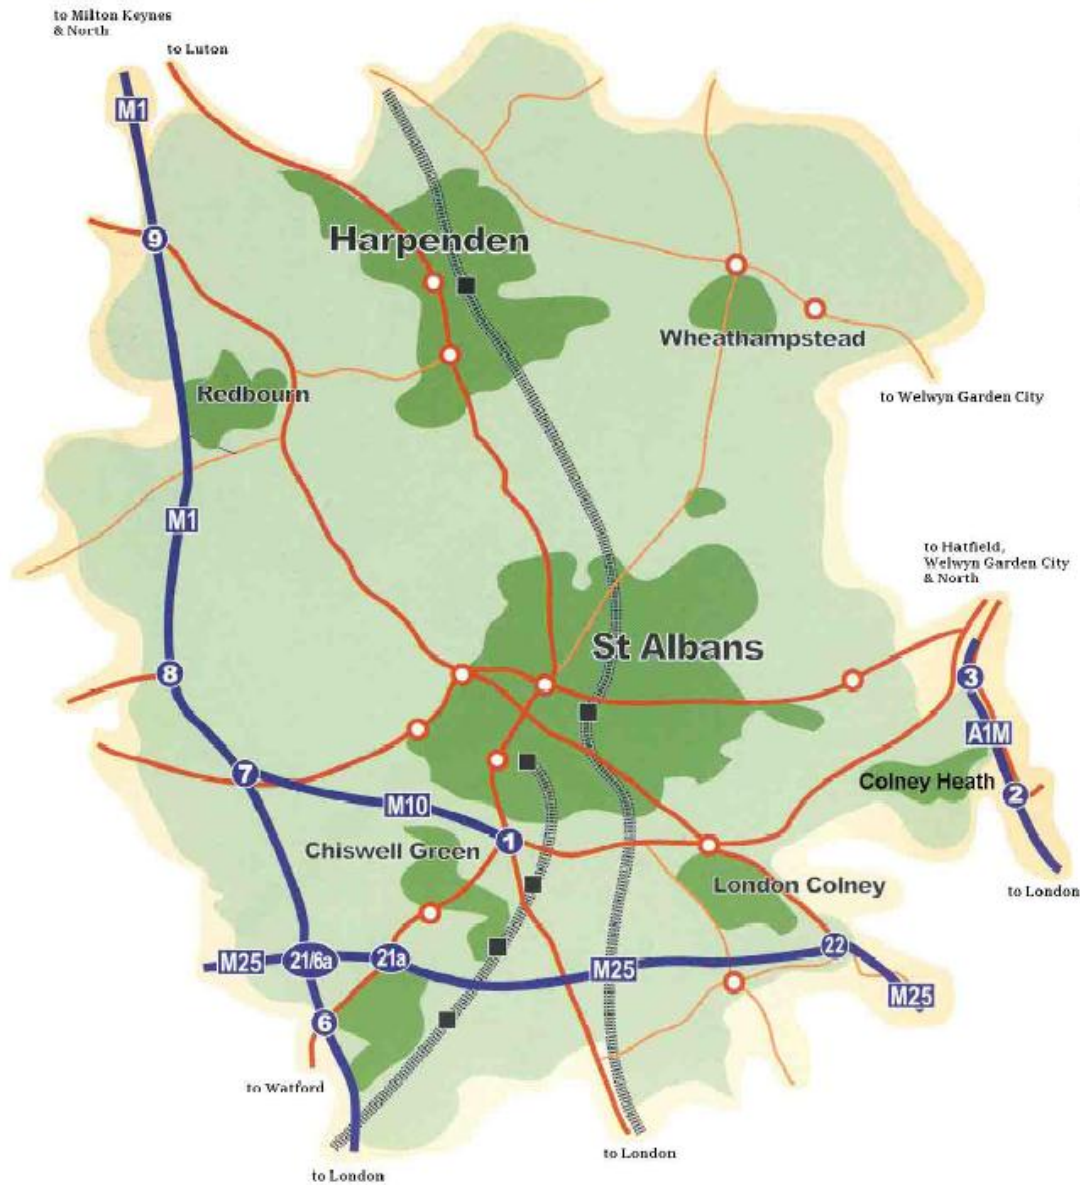 to Milton Keynes
& North
to Luton
M1
9
Harpenden
Wheathampstead
Redbourn
to Welwyn Garden City
M1
to Hatfield,
Welwyn Garden City
& North
St Albans
8
3
A1M
7
Colney Heath
2
M10
1
Chiswell Green
London Colney
to London
22
M25
21/6a
21a
M25
M25
6
to Watford
to London
to London